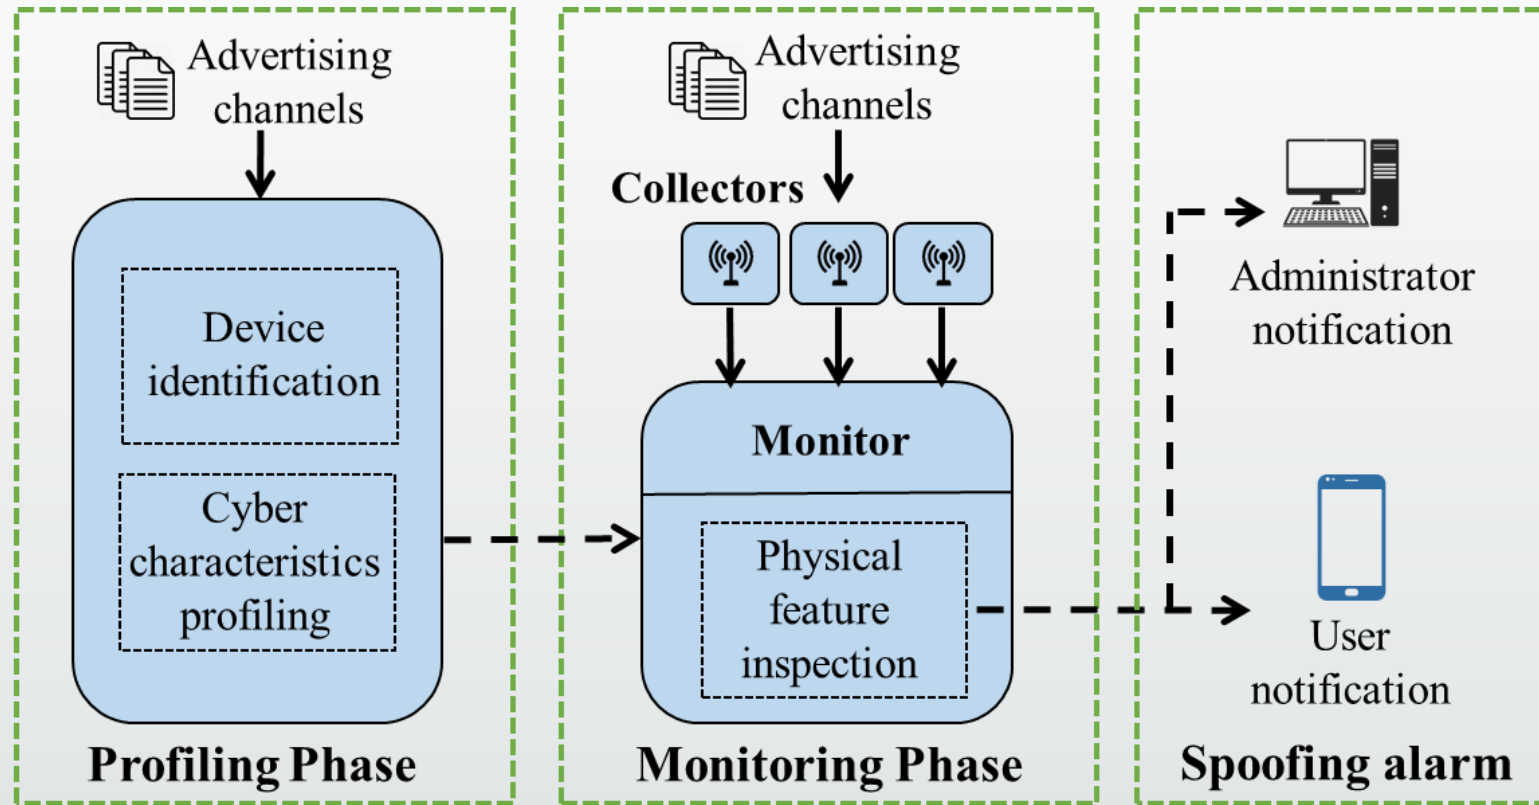 Advertising
channels
Device
identification
Cyber
characteristics
profiling
Profiling Phase
Advertising
channels
Collectors
Monitor
Physical
feature
inspection
Monitoring Phase
Administrator
notification
User
notification
Spoofing alarm